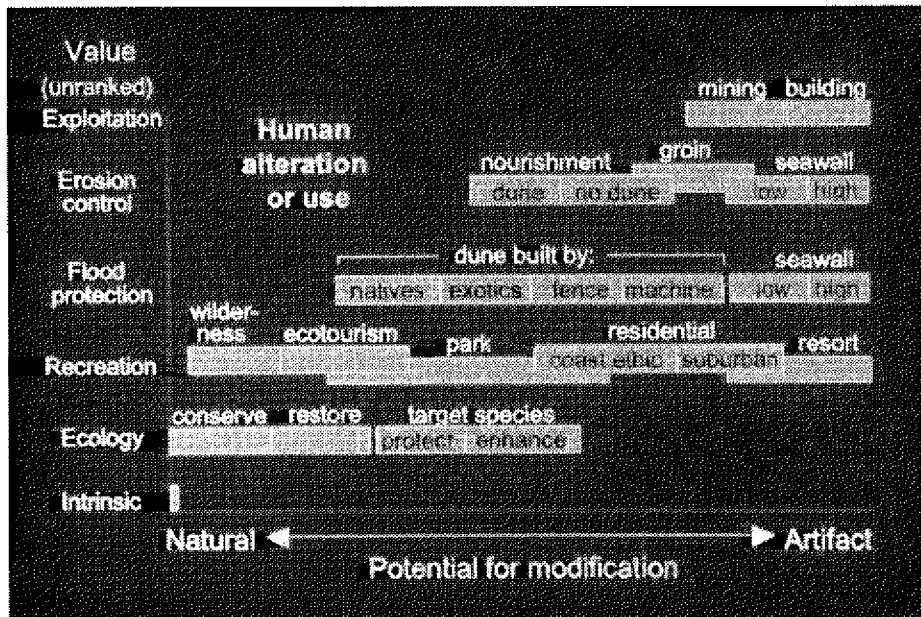 Value
(unranked)
Exploitation
mining building
Human
alteration
or use
Erosion
control
nourishment groin seawall
dune no dune low high
Flood
protection
dune built by: seawall
natives exotics fence machine low high
Recreation
wilder-
ness ecotourism park residential resort
coast ethic suburban
Ecology
conserve restore target species
protect enhance
Intrinsic
Natural Artifact
Potential for modification